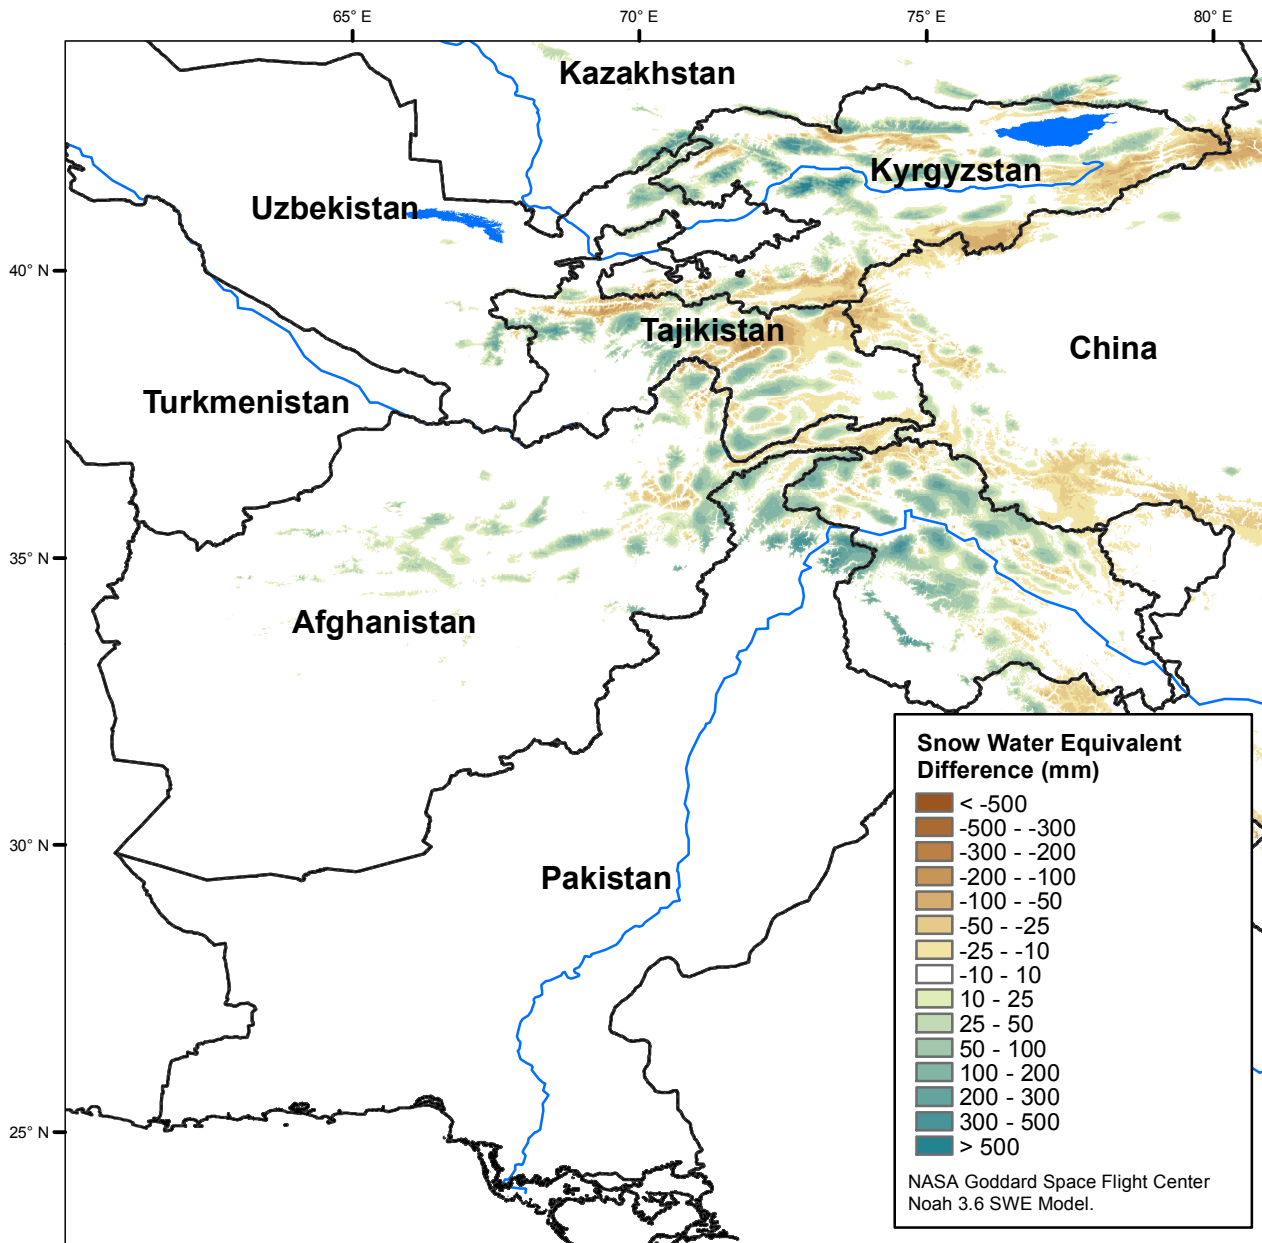 65° E 70° E 75° E 80° E
Kazakhstan
Kyrgyzstan
Uzbekistan
40° N
Tajikistan
China
Turkmenistan
35° N
Afghanistan
Snow Water Equivalent
Difference (mm)
< -500
-500 - -300
-300 - -200
-200 - -100
-100 - -50
-50 - -25
-25 - -10
-10 - 10
10 - 25
25 - 50
50 - 100
100 - 200
200 - 300
300 - 500
> 500
NASA Goddard Space Flight Center
Noah 3.6 SWE Model.
30° N
Pakistan
25° N